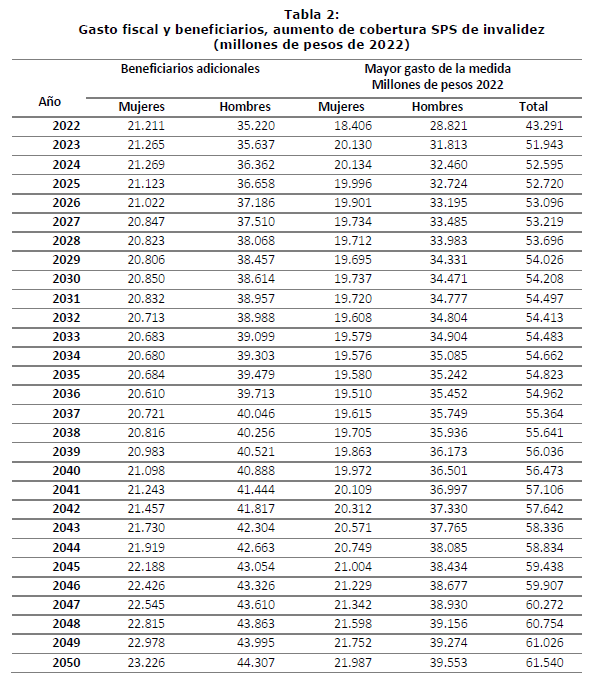 Tabla 2:
Gasto fiscal y beneficiarios, aumento de cobertura SPS de invalidez
(millones de pesos de 2022)
Beneficiarios adicionales Mayor gasto de la medida
Millones de pesos 2022
Año
Mujeres Hombres Mujeres Hombres Total
2022 21.211 35.220 18.406 28.821 43.291
2023 21.265 35.637 20.130 31.813 51.943
2024 21.269 36.362 20.134 32.460 52.595
2025 21.123 36.658 19.996 32.724 52.720
2026 21.022 37.186 19.901 33.195 53.096
2027 20.847 37.510 19.734 33.485 53.219
2028 20.823 38.068 19.712 33.983 53.696
2029 20.806 38.457 19.695 34.331 54.026
2030 20.850 38.614 19.737 34.471 54.208
2031 20.832 38.957 19.720 34.777 54.497
2032 20.713 38.988 19.608 34.804 54.413
2033 20.683 39.099 19.579 34.904 54.483
2034 20.680 39.303 19.576 35.085 54.662
2035 20.684 39.479 19.580 35.242 54.823
2036 20.610 39.713 19.510 35.452 54.962
2037 20.721 40.046 19.615 35.749 55.364
2038 20.816 40.256 19.705 35.936 55.641
2039 20.983 40.521 19.863 36.173 56.036
2040 21.098 40.888 19.972 36.501 56.473
2041 21.243 41.444 20.109 36.997 57.106
2042 21.457 41.817 20.312 37.330 57.642
2043 21.730 42.304 20.571 37.765 58.336
2044 21.919 42.663 20.749 38.085 58.834
2045 22.188 43.054 21.004 38.434 59.438
2046 22.426 43.326 21.229 38.677 59.907
2047 22.545 43.610 21.342 38.930 60.272
2048 22.815 43.863 21.598 39.156 60.754
2049 22.978 43.995 21.752 39.274 61.026
2050 23.226 44.307 21.987 39.553 61.540